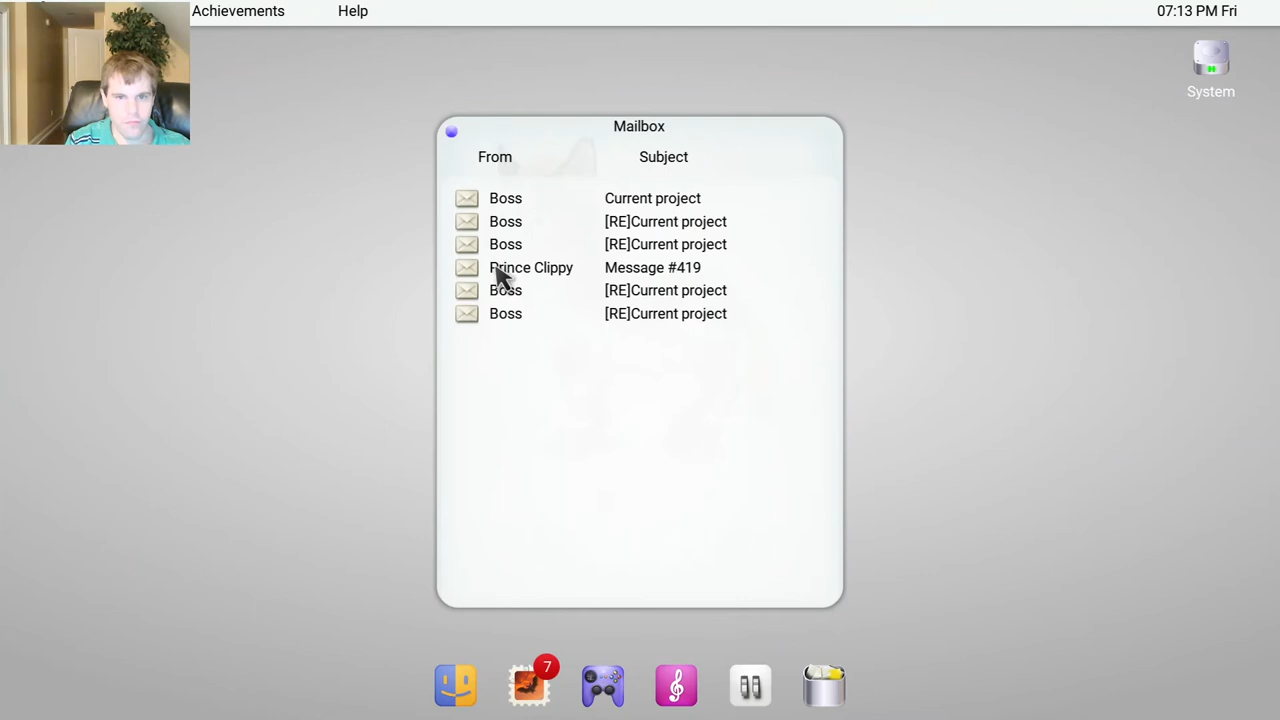 Achievements Help 07:13 PM Fri
System
Mailbox
From Subject
Boss Current project
Boss [RE]Current project
Boss [RE]Current project
Prince Clippy Message #419
Boss [RE]Current project
Boss [RE]Current project
7